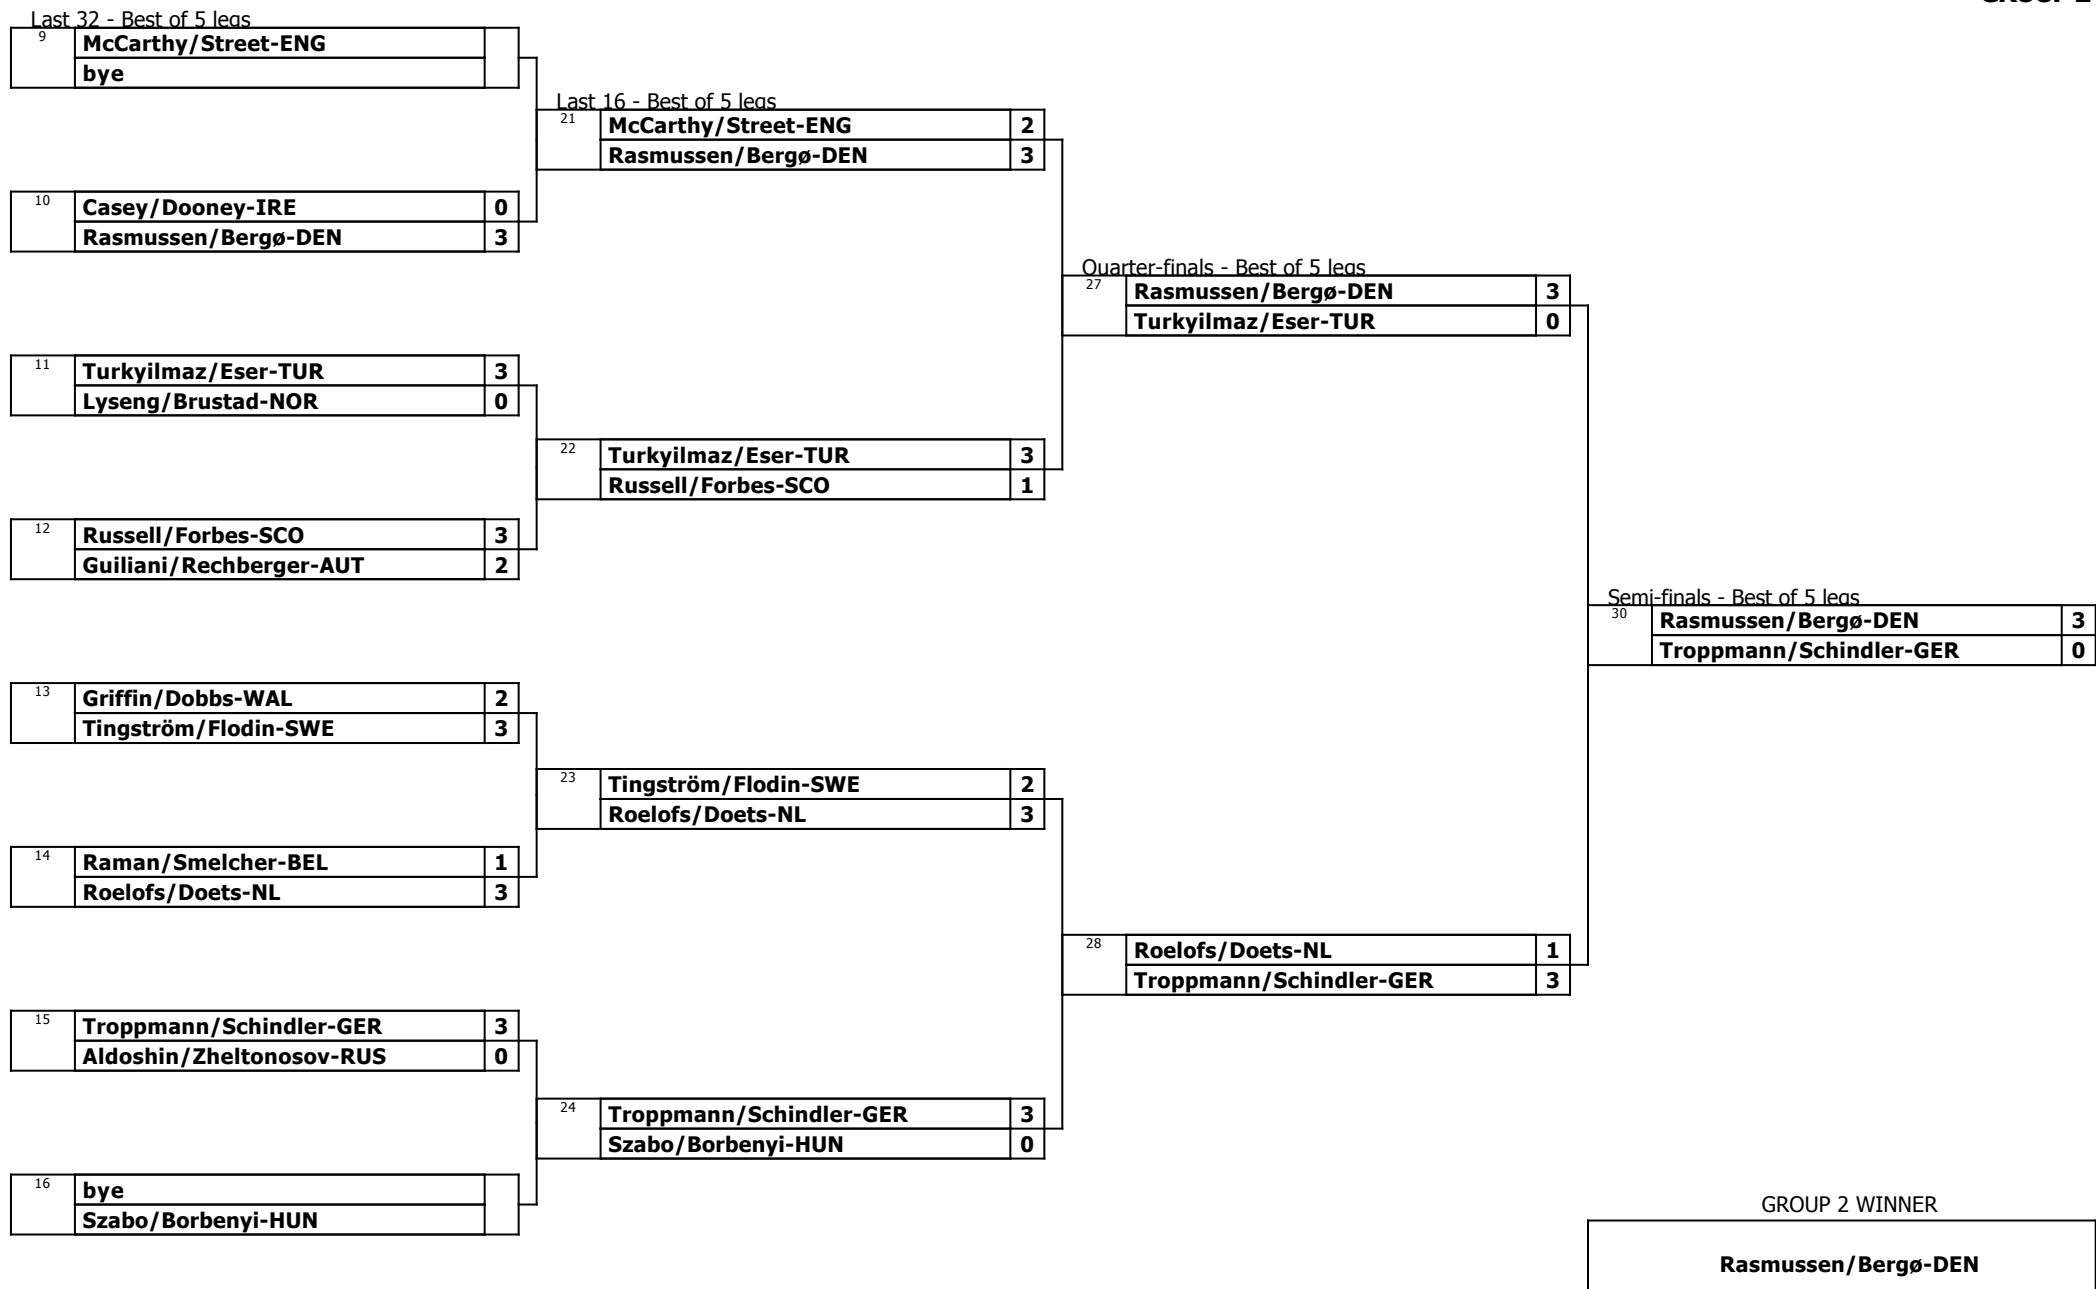 GROUP 2
Last 32 - Best of 5 legs
9
McCarthy/Street-ENG
bye
Last 16 - Best of 5 legs
21
McCarthy/Street-ENG 2
Rasmussen/Bergø-DEN 3
10
Casey/Dooney-IRE 0
Rasmussen/Bergø-DEN 3
Quarter-finals - Best of 5 legs
27
Rasmussen/Bergø-DEN 3
Turkyilmaz/Eser-TUR 0
11
Turkyilmaz/Eser-TUR 3
Lyseng/Brustad-NOR 0
22
Turkyilmaz/Eser-TUR 3
Russell/Forbes-SCO 1
12
Russell/Forbes-SCO 3
Guiliani/Rechberger-AUT 2
Semi-finals - Best of 5 legs
30
Rasmussen/Bergø-DEN 3
Troppmann/Schindler-GER 0
13
Griffin/Dobbs-WAL 2
Tingström/Flodin-SWE 3
23
Tingström/Flodin-SWE 2
Roelofs/Doets-NL 3
14
Raman/Smelcher-BEL 1
Roelofs/Doets-NL 3
28
Roelofs/Doets-NL 1
Troppmann/Schindler-GER 3
15
Troppmann/Schindler-GER 3
Aldoshin/Zheltonosov-RUS 0
24
Troppmann/Schindler-GER 3
Szabo/Borbenyi-HUN 0
16
bye
Szabo/Borbenyi-HUN
GROUP 2 WINNER
Rasmussen/Bergø-DEN